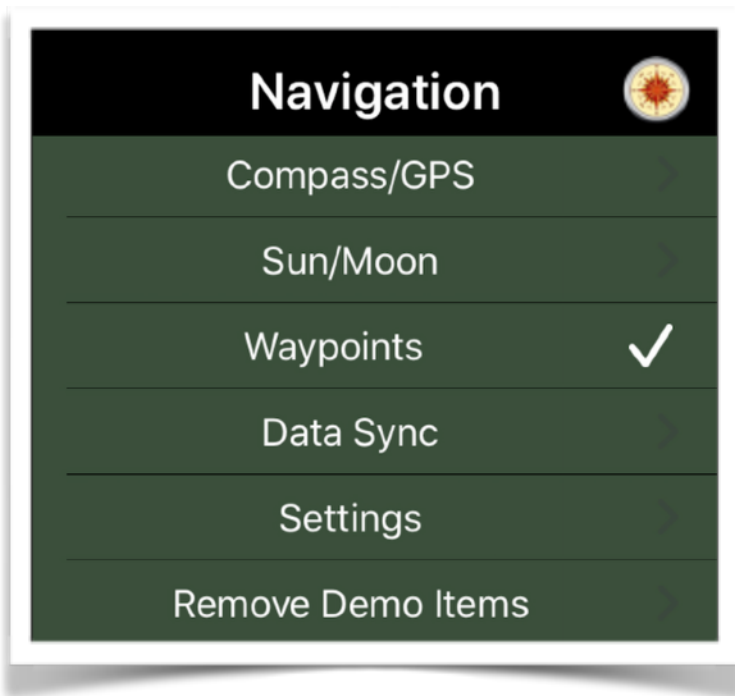 Navigation
Compass/GPS
Sun/Moon
Waypoints
Data Sync
Settings
Remove Demo Items